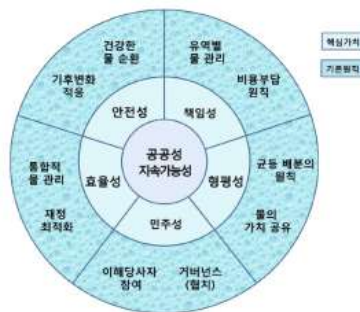 건강한
물 순환
유역별
물 관리
핵심가치
기본원칙
기후변화
적응
비용부담
원칙
안전성
책임성
공공성
지속가능성
통합적
물 관리
효율성
형평성
균등 배분의
원칙
재정
최적화
민주성
물의
가치 공유
이해당사자
참여
거버넌스
(협치)